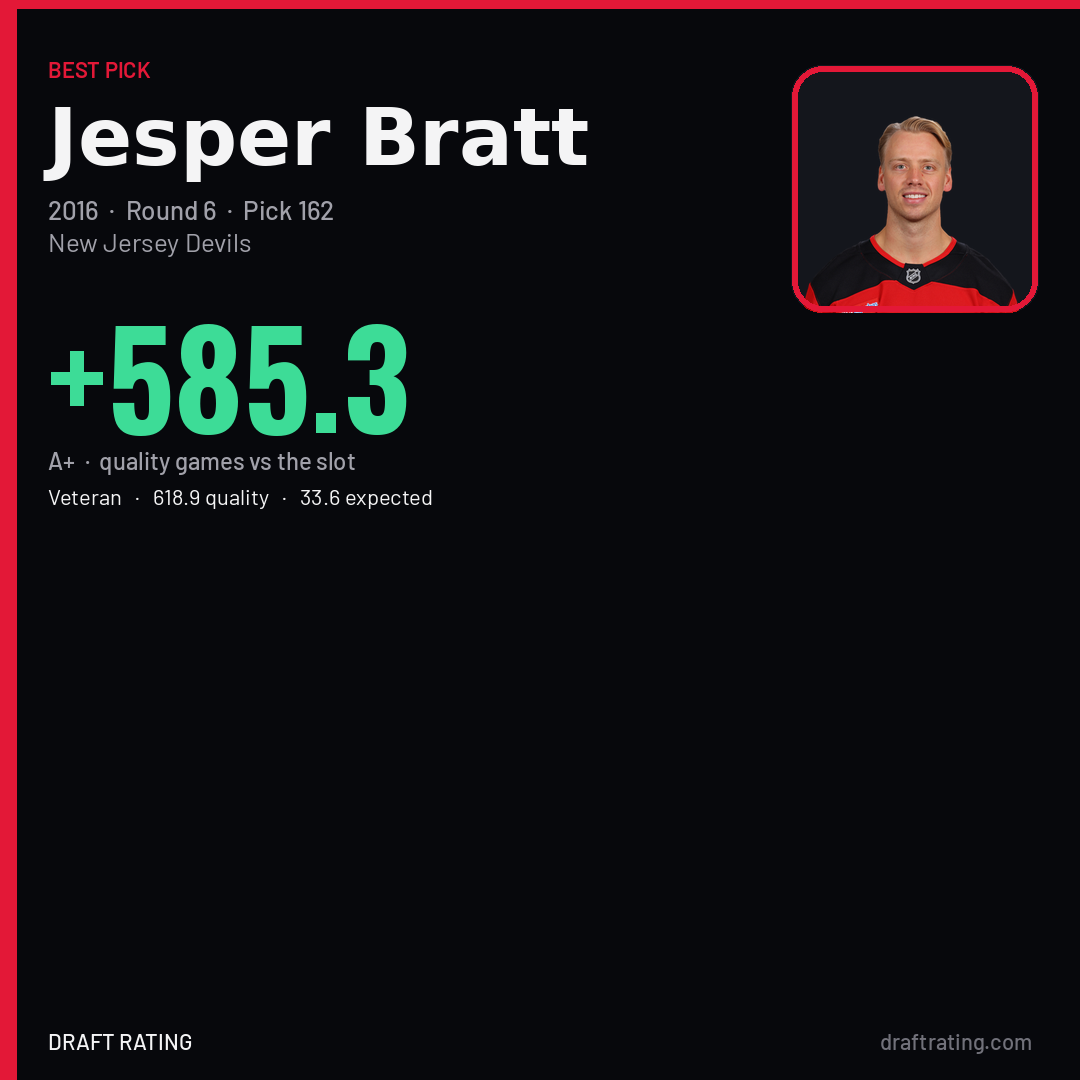 BEST PICK
Jesper Bratt
2016 · Round 6 · Pick 162
New Jersey Devils
+585.3
A+ · quality games vs the slot
Veteran · 618.9 quality · 33.6 expected
DRAFT RATING
draftrating.com